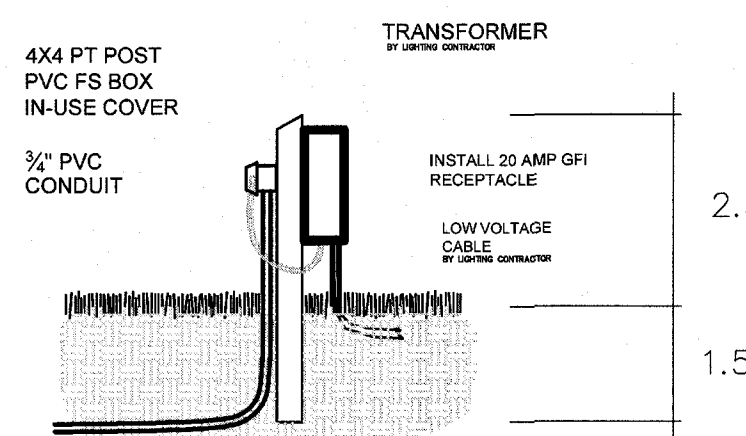 TRANSFORMER
BY LIGHTING CONTRACTOR
4X4 PT POST
PVC FS BOX
IN-USE COVER
¾" PVC
CONDUIT
INSTALL 20 AMP GFI
RECEPTACLE
LOW VOLTAGE
CABLE
BY LIGHTING CONTRACTOR
2.
1.5